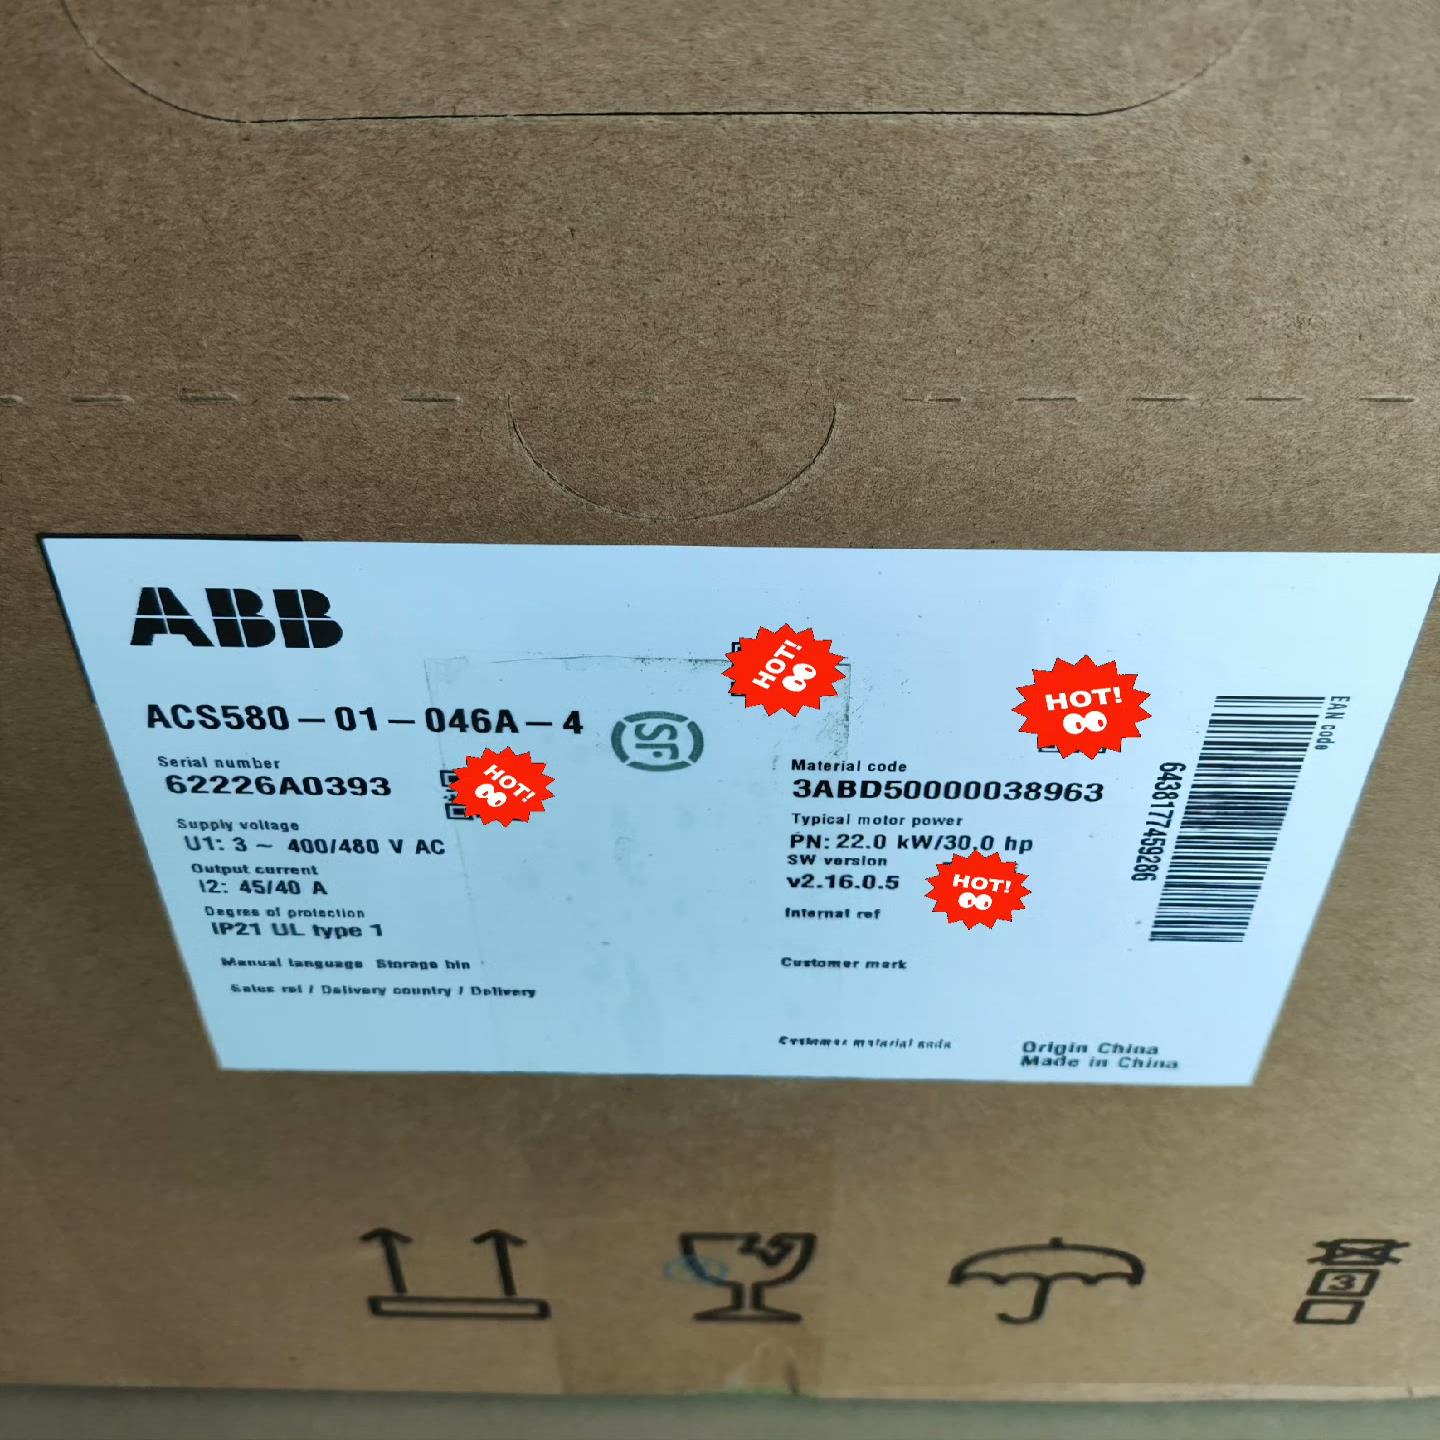 ABB
HOT!
HOT!
ACS580-01-046A-4
SF
Serial number
62226A0393
HOT!
Supply voltage
U1: 3 ~ 400/480 V AC
Output current
I2: 45/40 A
Degree of protection
IP21 UL type 1
Manual language Storage bin
Sales ref / Delivery country / Delivery
Material code
3ABD50000038963
Typical motor power
PN: 22.0 kW/30.0 hp
SW version
v2.16.0.5
HOT!
Internal ref
Customer mark
Customer material code
Origin China
Made in China
EAN code
6438177459286
3